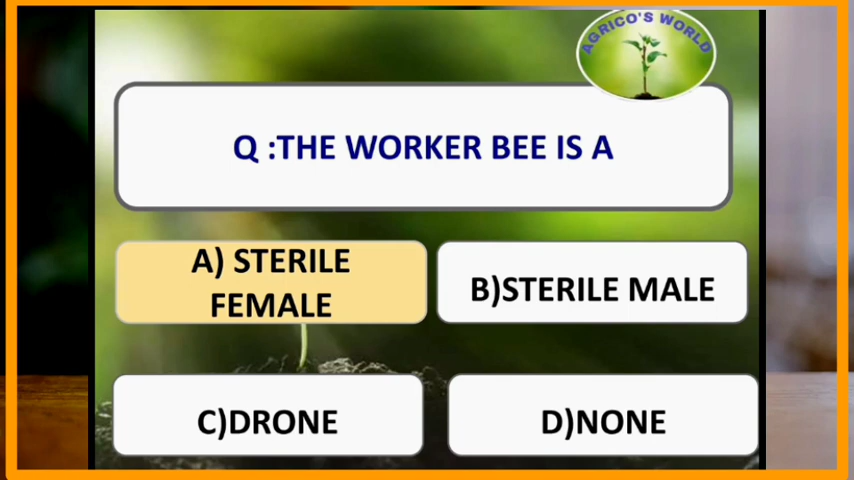 AGRICO'S WORLD
Q :THE WORKER BEE IS A
A) STERILE
FEMALE
B)STERILE MALE
C)DRONE
D)NONE